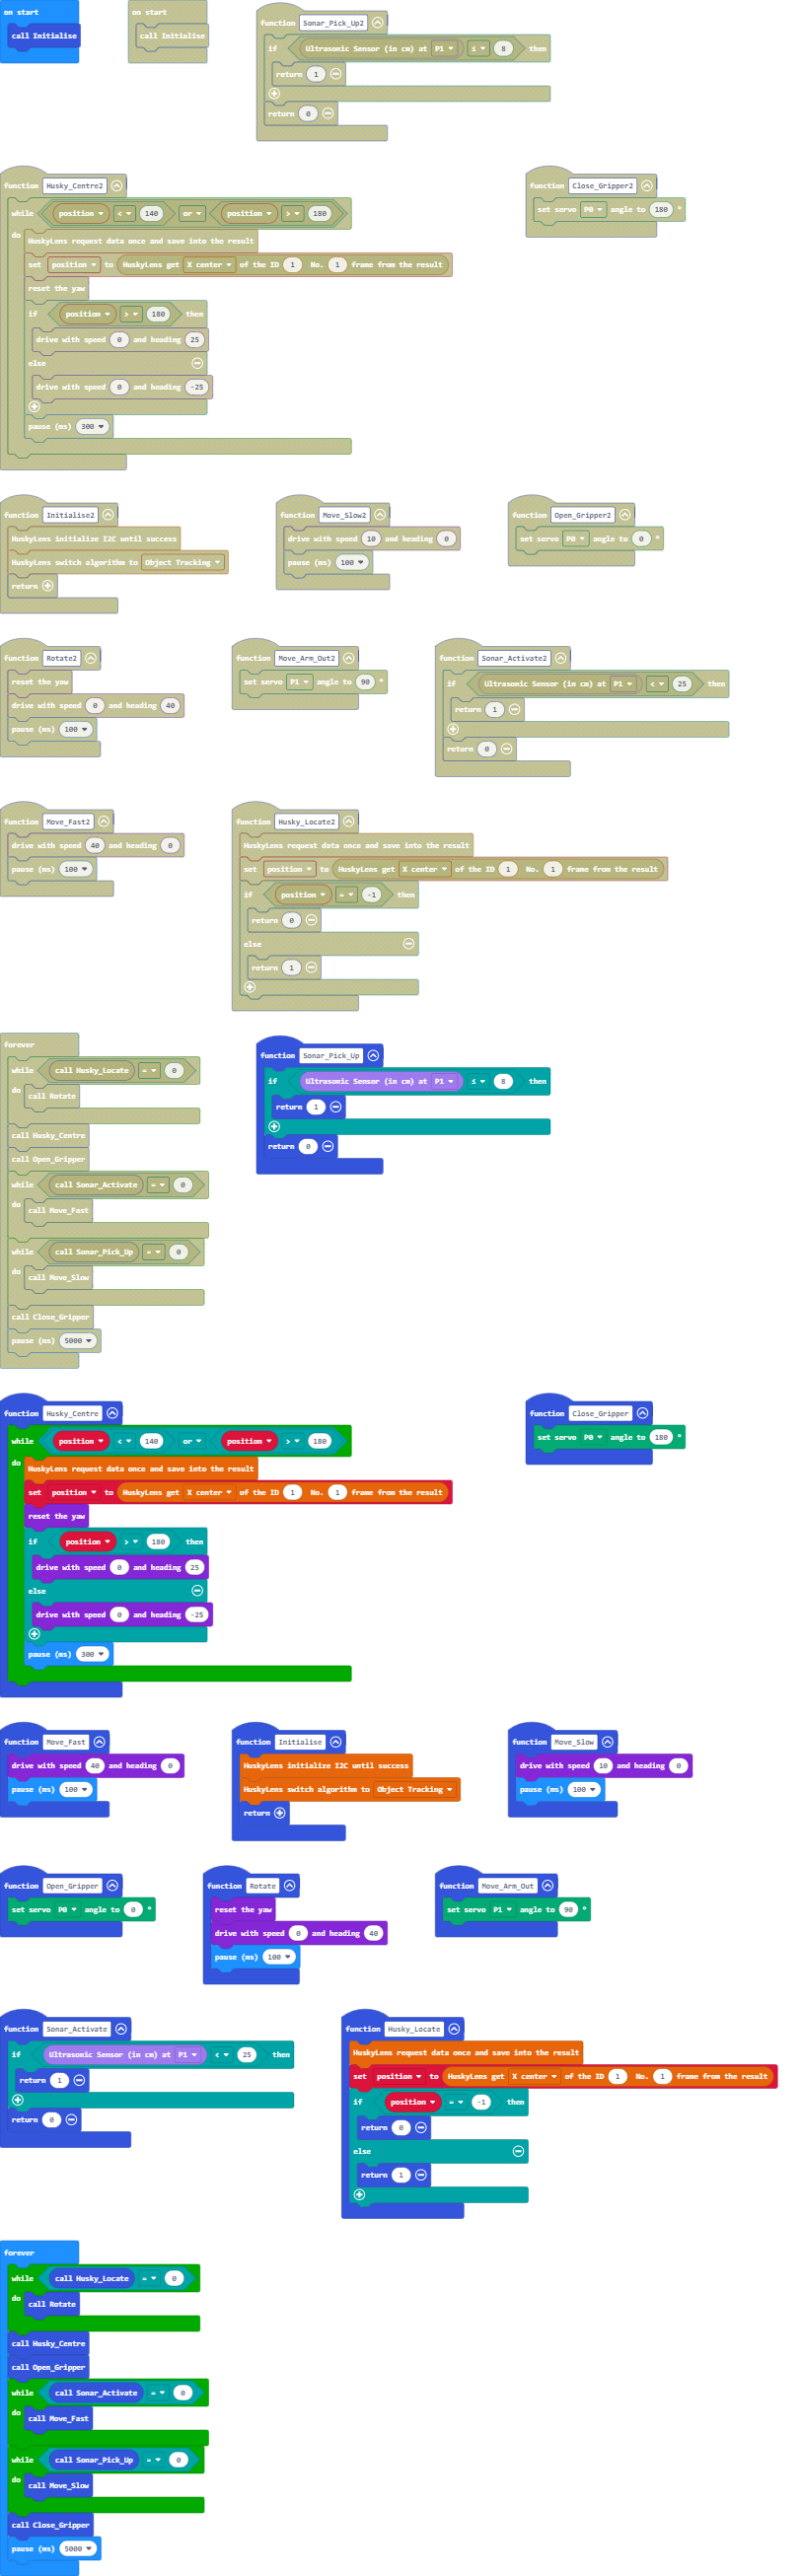 on start
call Initialise
on start
call Initialise
function Sonar_Pick_Up2
if Ultrasonic Sensor (in cm) at P1 ≤ 8 then
return 1
return 0
function Husky_Centre2
while position < 140 or position > 180
do
HuskyLens request data once and save into the result
set position to HuskyLens get X center of the ID 1 No. 1 frame from the result
reset the yaw
if position > 180 then
drive with speed 0 and heading 25
else
drive with speed 0 and heading -25
pause (ms) 300
function Close_Gripper2
set servo P0 angle to 180 °
function Initialise2
HuskyLens initialize I2C until success
HuskyLens switch algorithm to Object Tracking
return
function Move_Slow2
drive with speed 10 and heading 0
pause (ms) 100
function Open_Gripper2
set servo P0 angle to 0 °
function Rotate2
reset the yaw
drive with speed 0 and heading 40
pause (ms) 100
function Move_Arm_Out2
set servo P1 angle to 90 °
function Sonar_Activate2
if Ultrasonic Sensor (in cm) at P1 < 25 then
return 1
return 0
function Move_Fast2
drive with speed 40 and heading 0
pause (ms) 100
function Husky_Locate2
HuskyLens request data once and save into the result
set position to HuskyLens get X center of the ID 1 No. 1 frame from the result
if position = -1 then
return 0
else
return 1
forever
while call Husky_Locate = 0
do call Rotate
call Husky_Centre
call Open_Gripper
while call Sonar_Activate = 0
do call Move_Fast
while call Sonar_Pick_Up = 0
do call Move_Slow
call Close_Gripper
pause (ms) 5000
function Sonar_Pick_Up
if Ultrasonic Sensor (in cm) at P1 ≤ 8 then
return 1
return 0
function Husky_Centre
while position < 140 or position > 180
do
HuskyLens request data once and save into the result
set position to HuskyLens get X center of the ID 1 No. 1 frame from the result
reset the yaw
if position > 180 then
drive with speed 0 and heading 25
else
drive with speed 0 and heading -25
pause (ms) 300
function Close_Gripper
set servo P0 angle to 180 °
function Move_Fast
drive with speed 40 and heading 0
pause (ms) 100
function Initialise
HuskyLens initialize I2C until success
HuskyLens switch algorithm to Object Tracking
return
function Move_Slow
drive with speed 10 and heading 0
pause (ms) 100
function Open_Gripper
set servo P0 angle to 0 °
function Rotate
reset the yaw
drive with speed 0 and heading 40
pause (ms) 100
function Move_Arm_Out
set servo P1 angle to 90 °
function Sonar_Activate
if Ultrasonic Sensor (in cm) at P1 < 25 then
return 1
return 0
function Husky_Locate
HuskyLens request data once and save into the result
set position to HuskyLens get X center of the ID 1 No. 1 frame from the result
if position = -1 then
return 0
else
return 1
forever
while call Husky_Locate = 0
do call Rotate
call Husky_Centre
call Open_Gripper
while call Sonar_Activate = 0
do call Move_Fast
while call Sonar_Pick_Up = 0
do call Move_Slow
call Close_Gripper
pause (ms) 5000